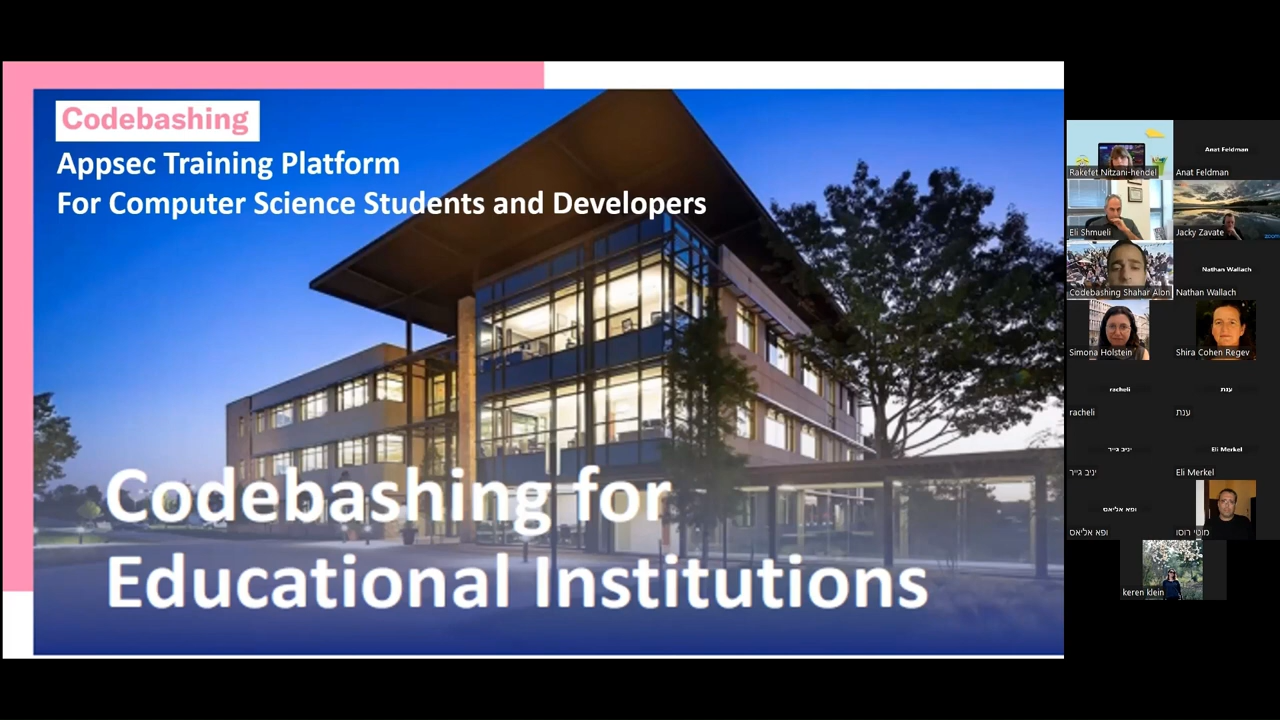 Codebashing
Appsec Training Platform
For Computer Science Students and Developers
Codebashing for
Educational Institutions
Rakefet Nitzani-hendel
Anat Feldman
Anat Feldman
Eli Shmueli
Jacky Zavate
zoom
Codebashing Shahar Alon
Nathan Wallach
Nathan Wallach
Simona Holstein
Shira Cohen Regev
racheli
racheli
ענת
ענת
יניב גייר
יניב גייר
Eli Merkel
Eli Merkel
ופא אליאס
ופא אליאס
מוטי רוסו
keren klein